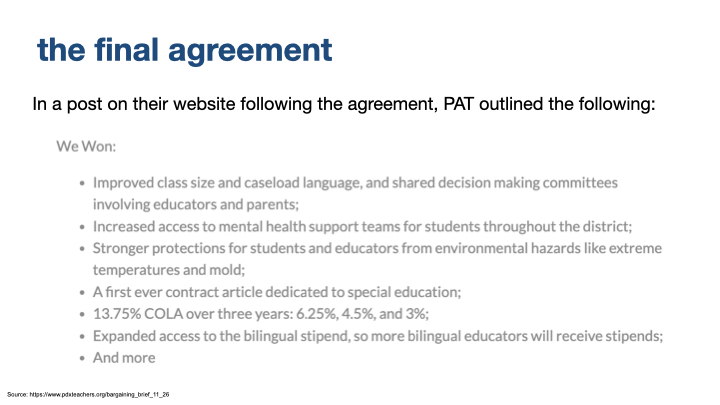 the final agreement
In a post on their website following the agreement, PAT outlined the following:
We Won:
• Improved class size and caseload language, and shared decision making committees
involving educators and parents;
• Increased access to mental health support teams for students throughout the district;
• Stronger protections for students and educators from environmental hazards like extreme
temperatures and mold;
• A first ever contract article dedicated to special education;
• 13.75% COLA over three years: 6.25%, 4.5%, and 3%;
• Expanded access to the bilingual stipend, so more bilingual educators will receive stipends;
• And more
Source: https://www.pdxteachers.org/bargaining_brief_11_26